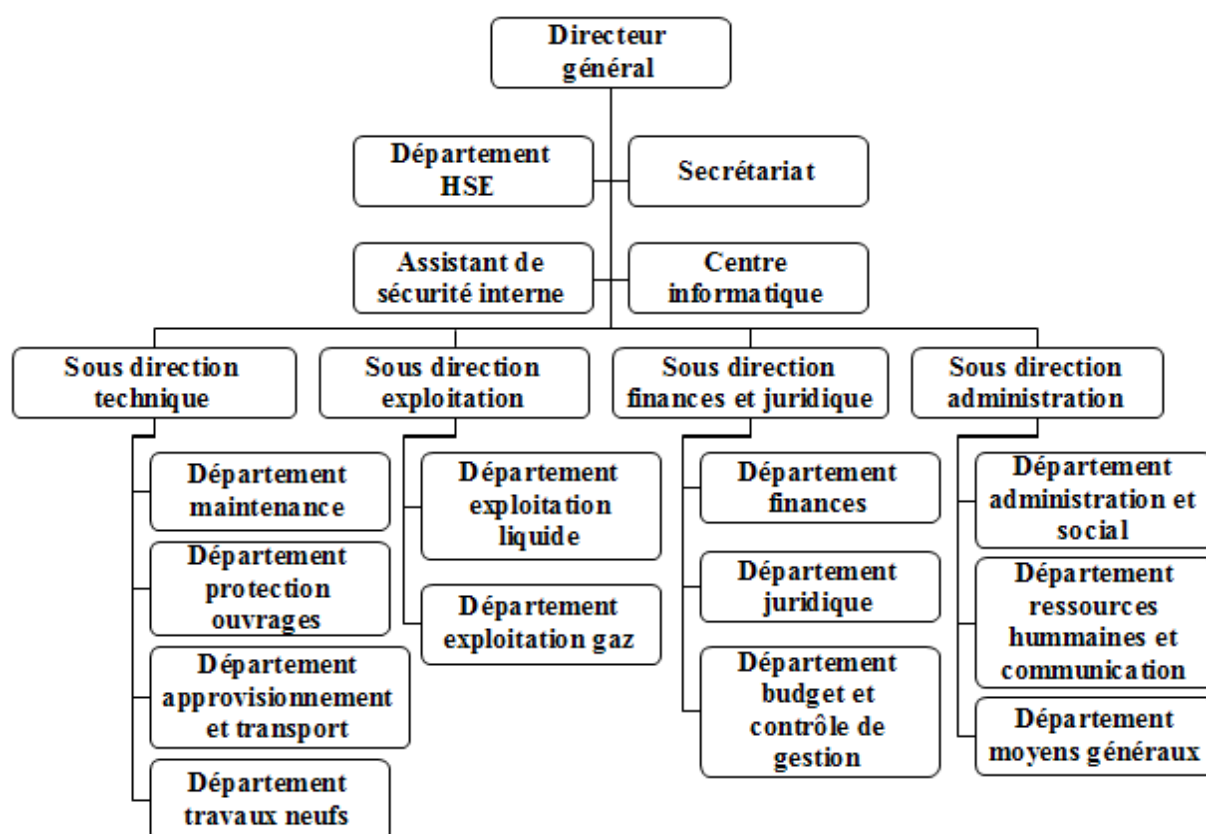 Directeur
général
Département
HSE
Secrétariat
Assistant de
sécurité interne
Centre
informatique
Sous direction
technique
Sous direction
exploitation
Sous direction
finances et juridique
Sous direction
administration
Département
maintenance
Département
protection
ouvrages
Département
approvisionnement
et transport
Département
travaux neufs
Département
exploitation
liquide
Département
exploitation gaz
Département
finances
Département
juridique
Département
budget et
contrôle de
gestion
Département
administration et
social
Département
ressources
hummaines et
communication
Département
moyens généraux